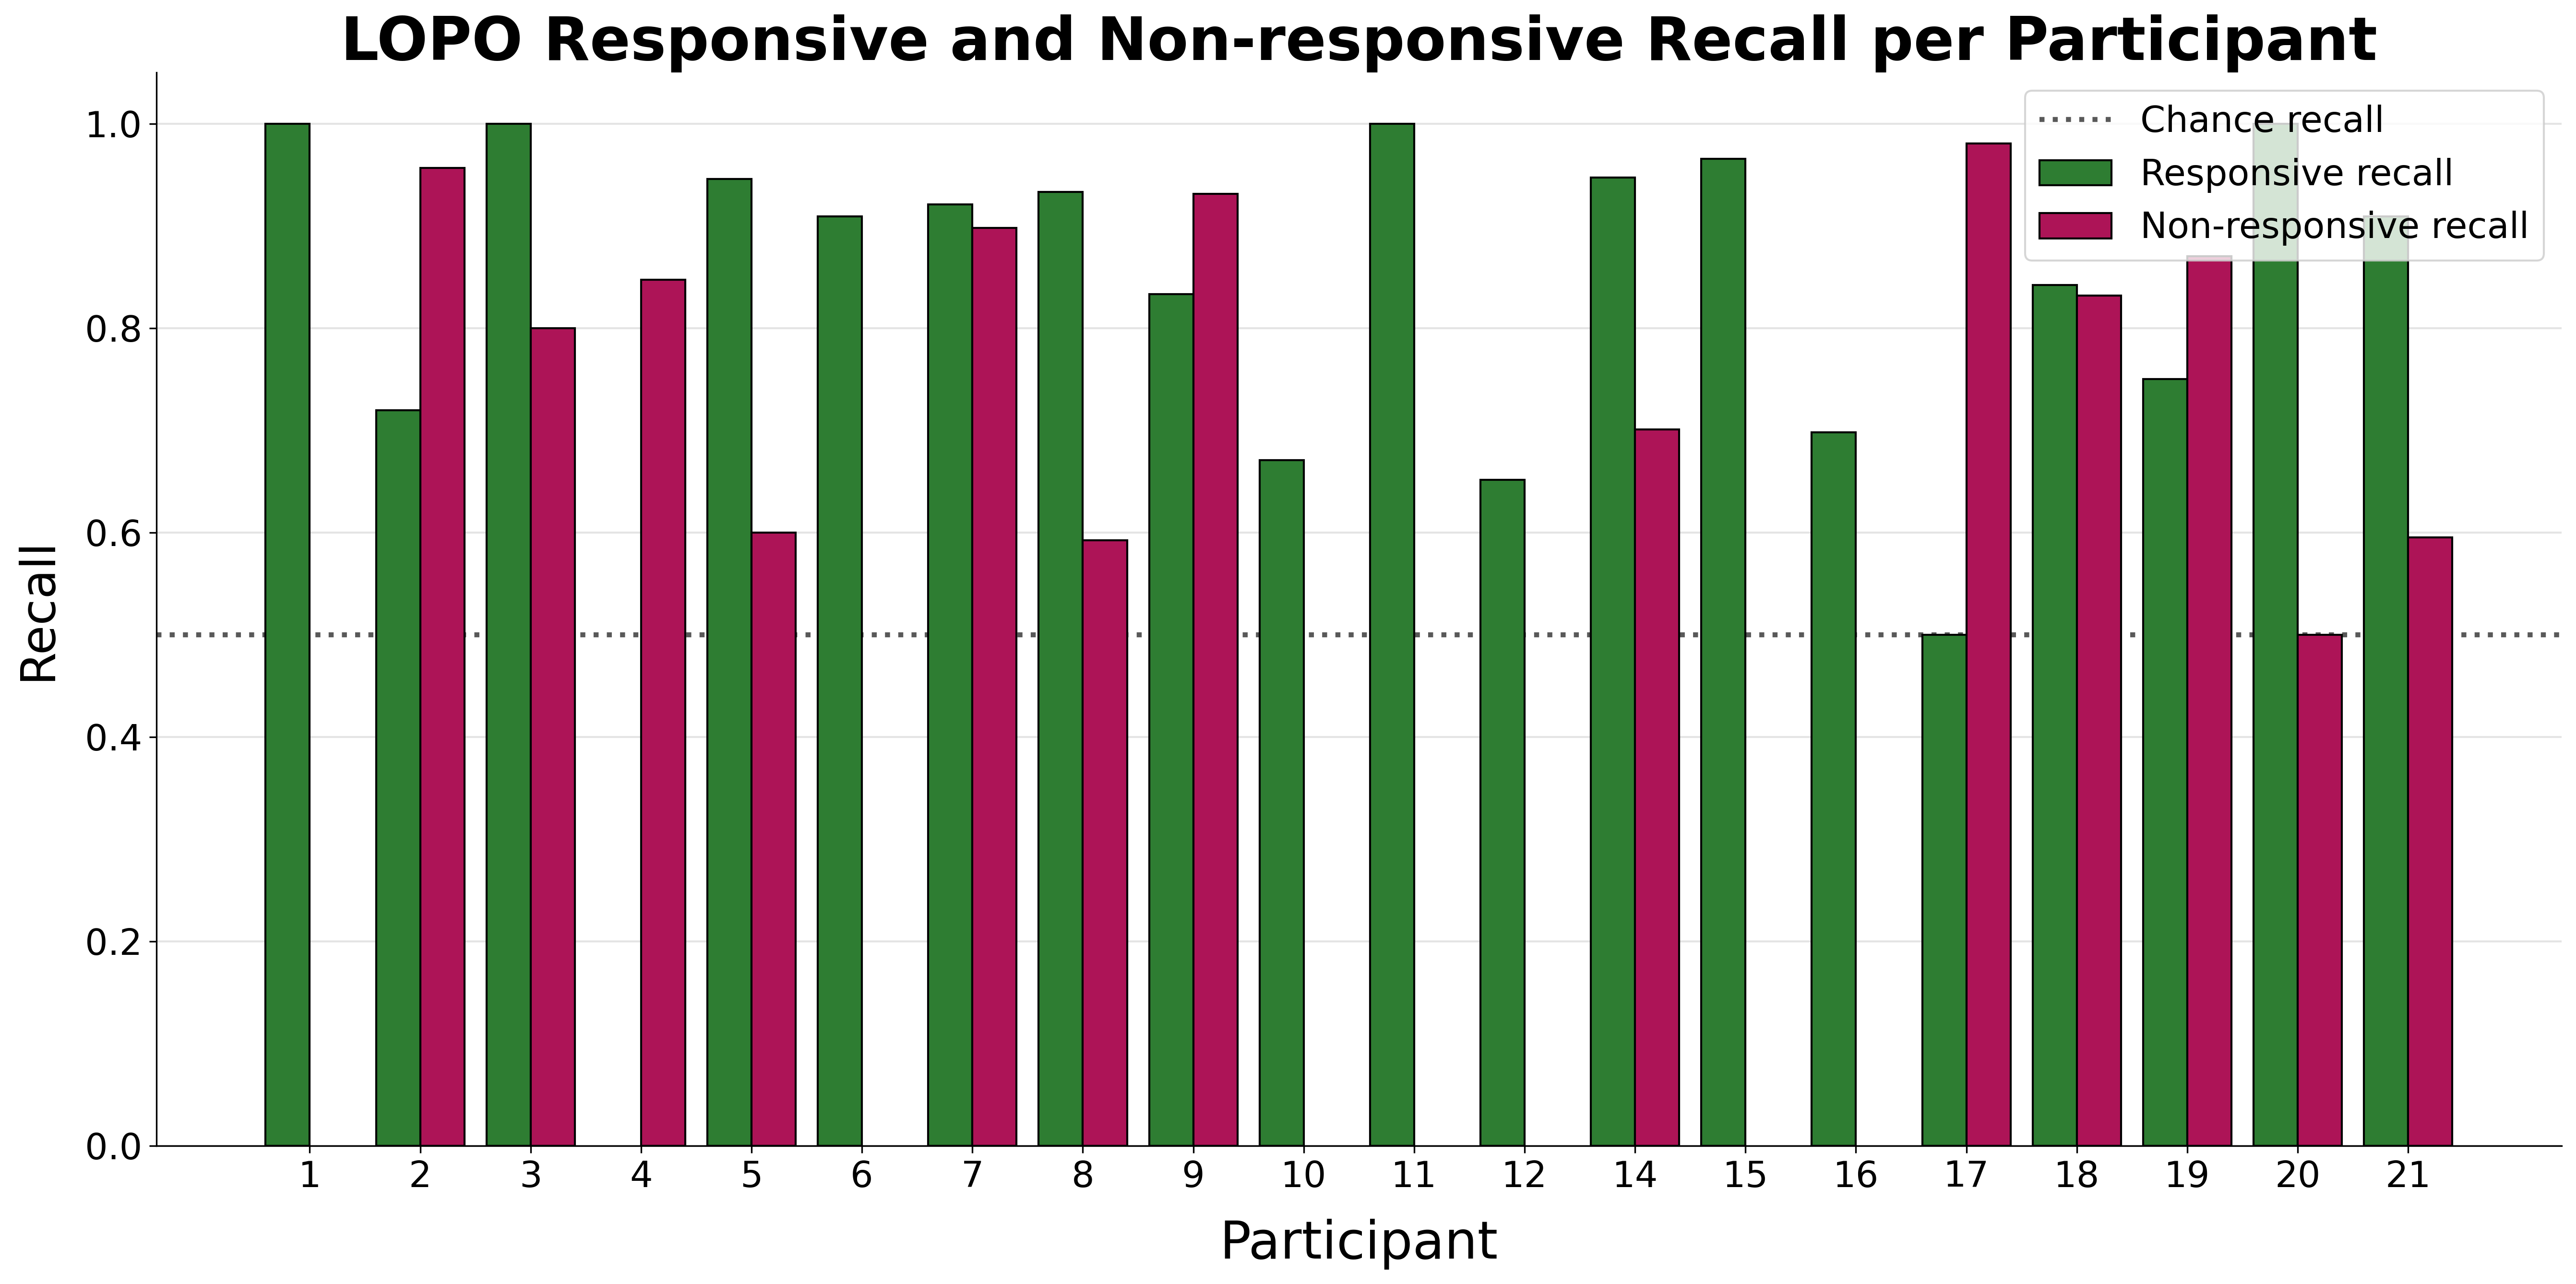 LOPO Responsive and Non-responsive Recall per Participant
Chance recall
Responsive recall
Non-responsive recall
1.0
0.8
0.6
0.4
0.2
0.0
Recall
1 2 3 4 5 6 7 8 9 10 11 12 14 15 16 17 18 19 20 21
Participant